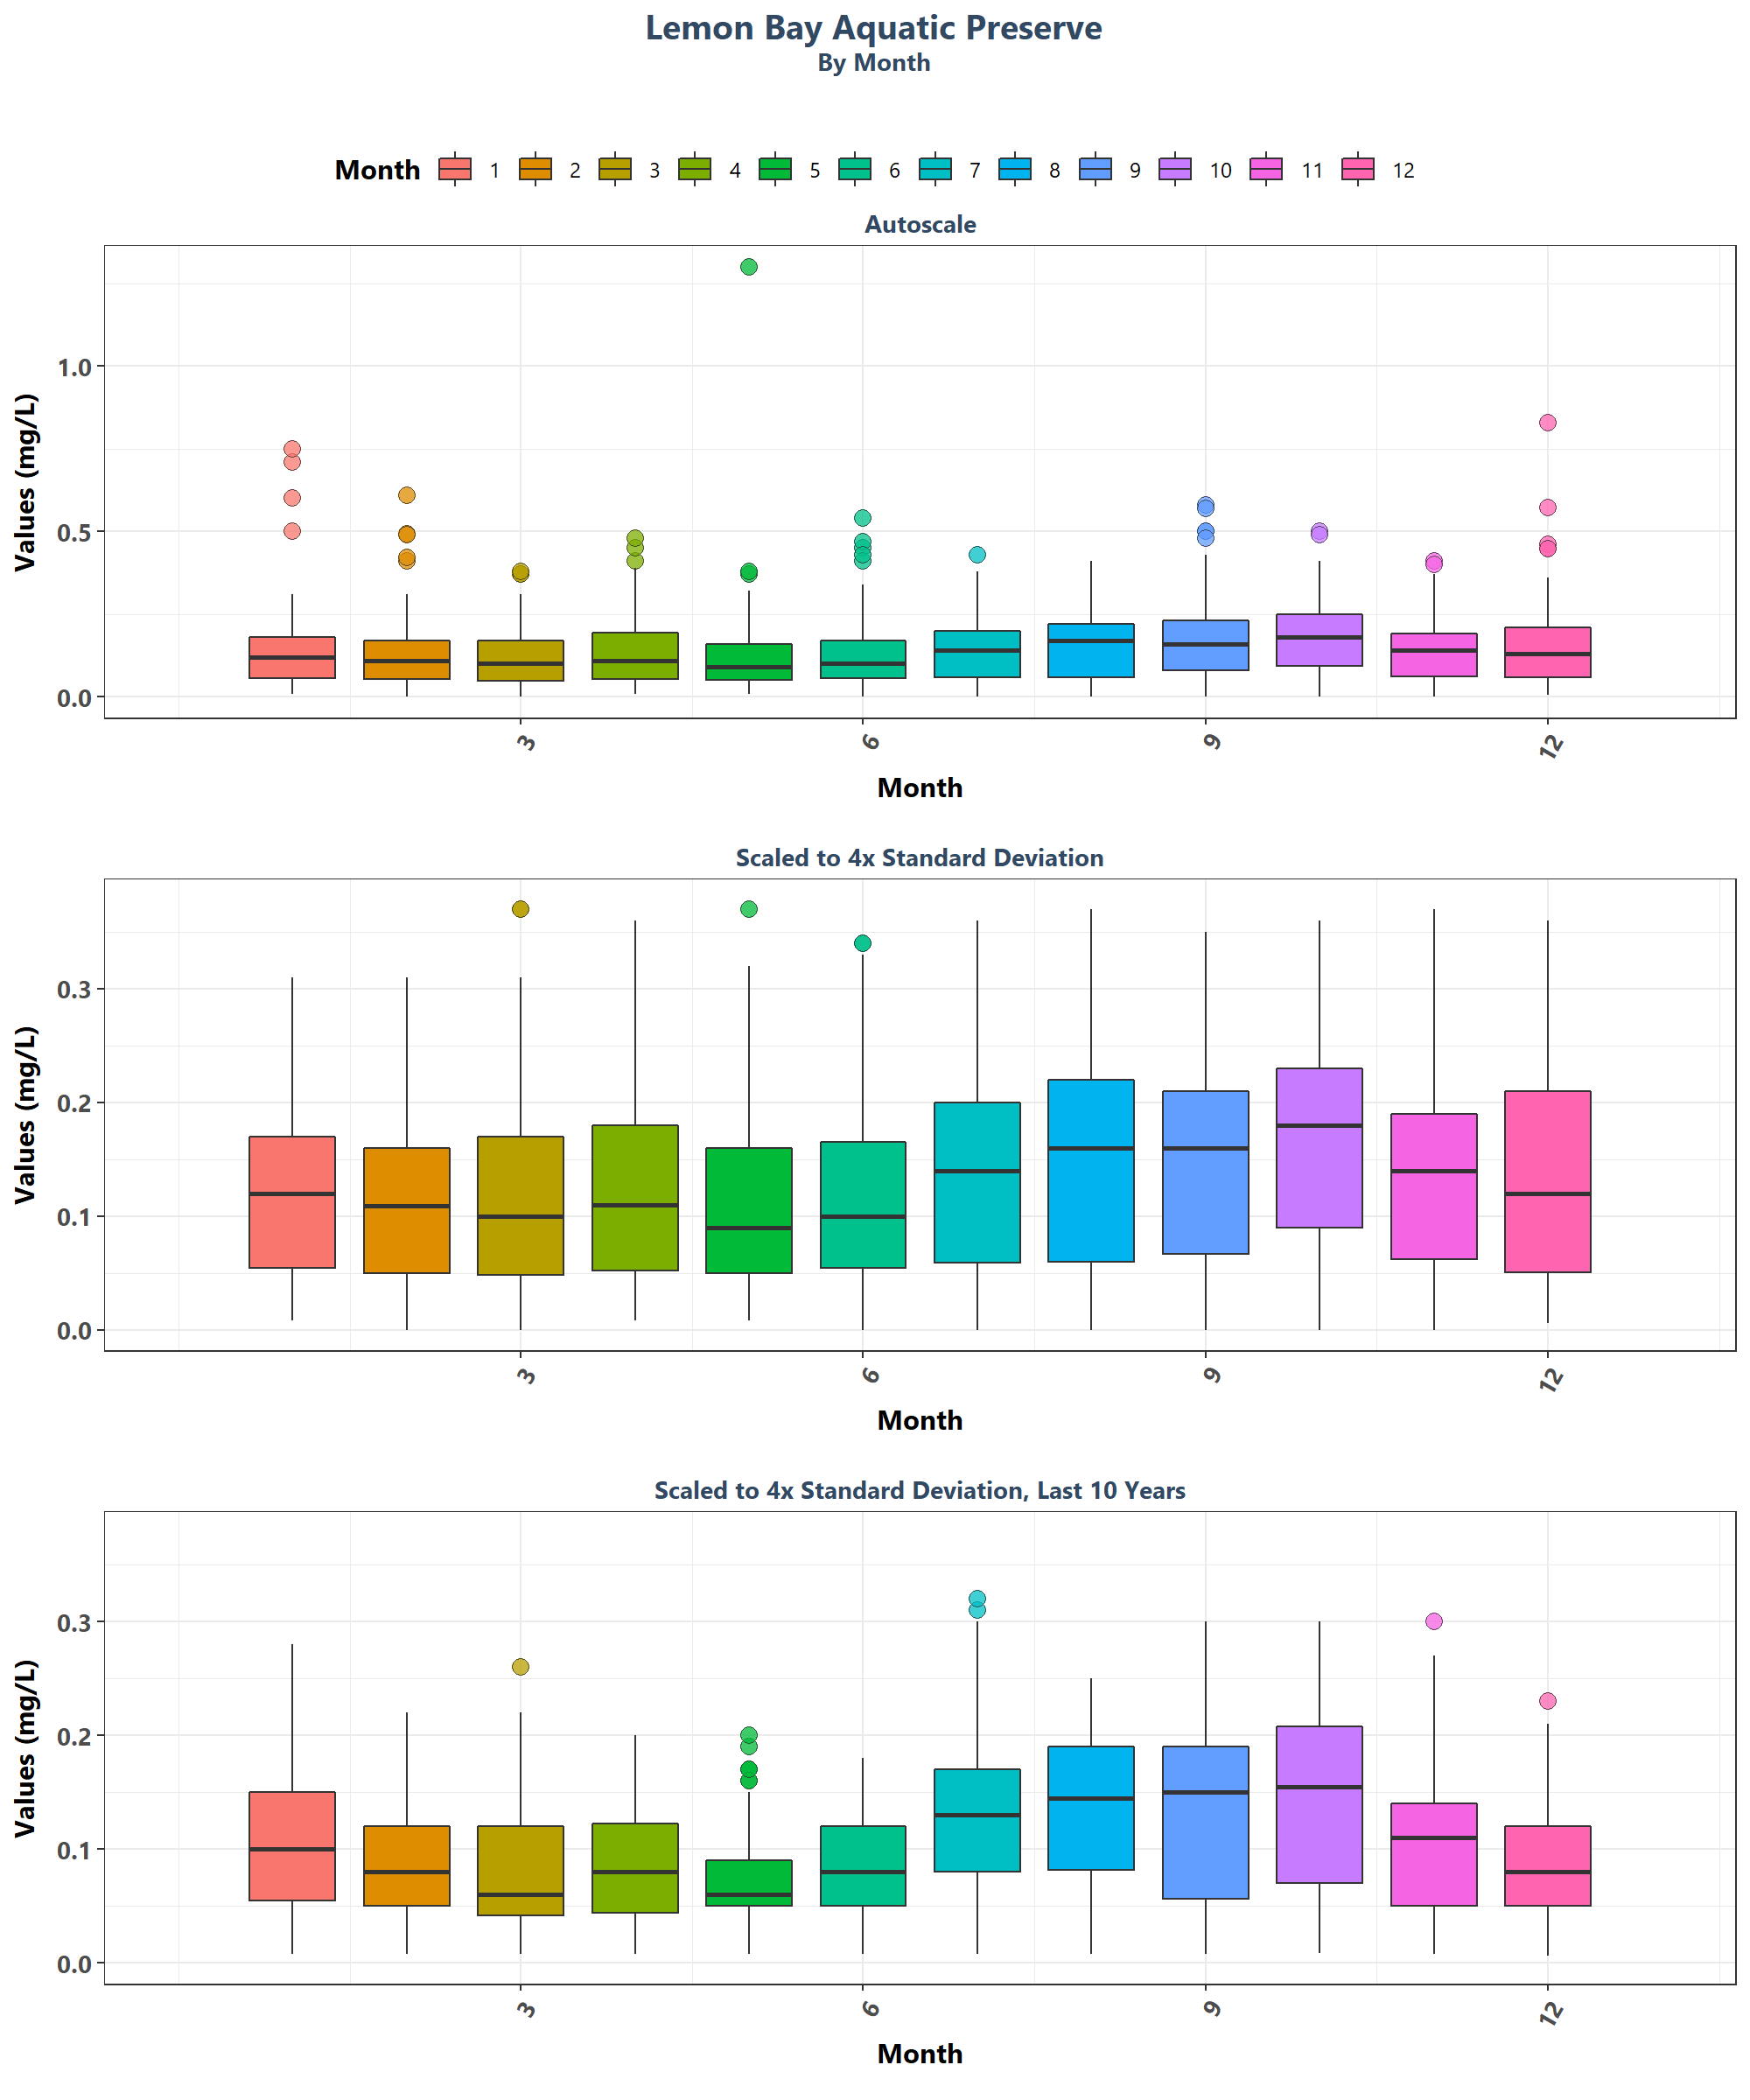 Lemon Bay Aquatic Preserve
By Month
Month 1 2 3 4 5 6 7 8 9 10 11 12
Autoscale
Values (mg/L)
1.0
0.5
0.0
3 6 9 12
Month
Scaled to 4x Standard Deviation
Values (mg/L)
0.3
0.2
0.1
0.0
3 6 9 12
Month
Scaled to 4x Standard Deviation, Last 10 Years
Values (mg/L)
0.3
0.2
0.1
0.0
3 6 9 12
Month